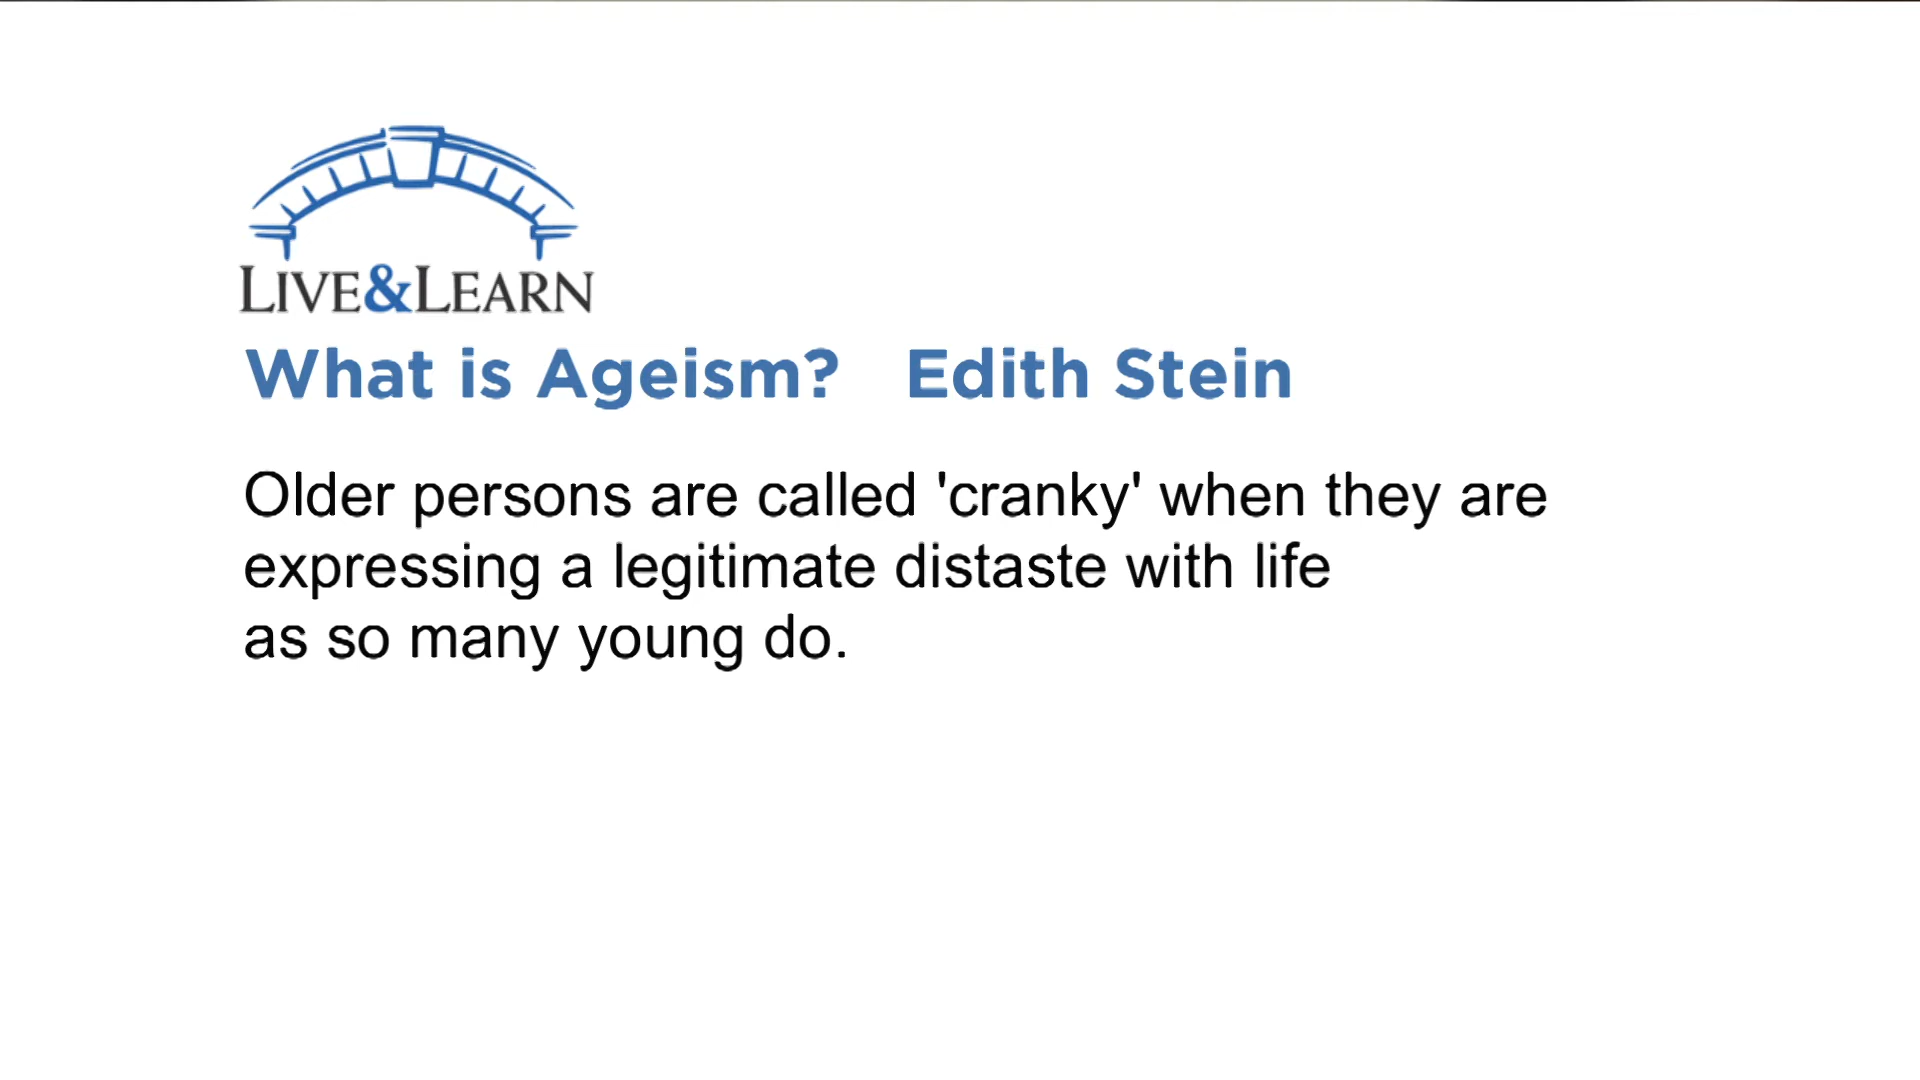 LIVE&LEARN
What is Ageism? Edith Stein
Older persons are called 'cranky' when they are
expressing a legitimate distaste with life
as so many young do.